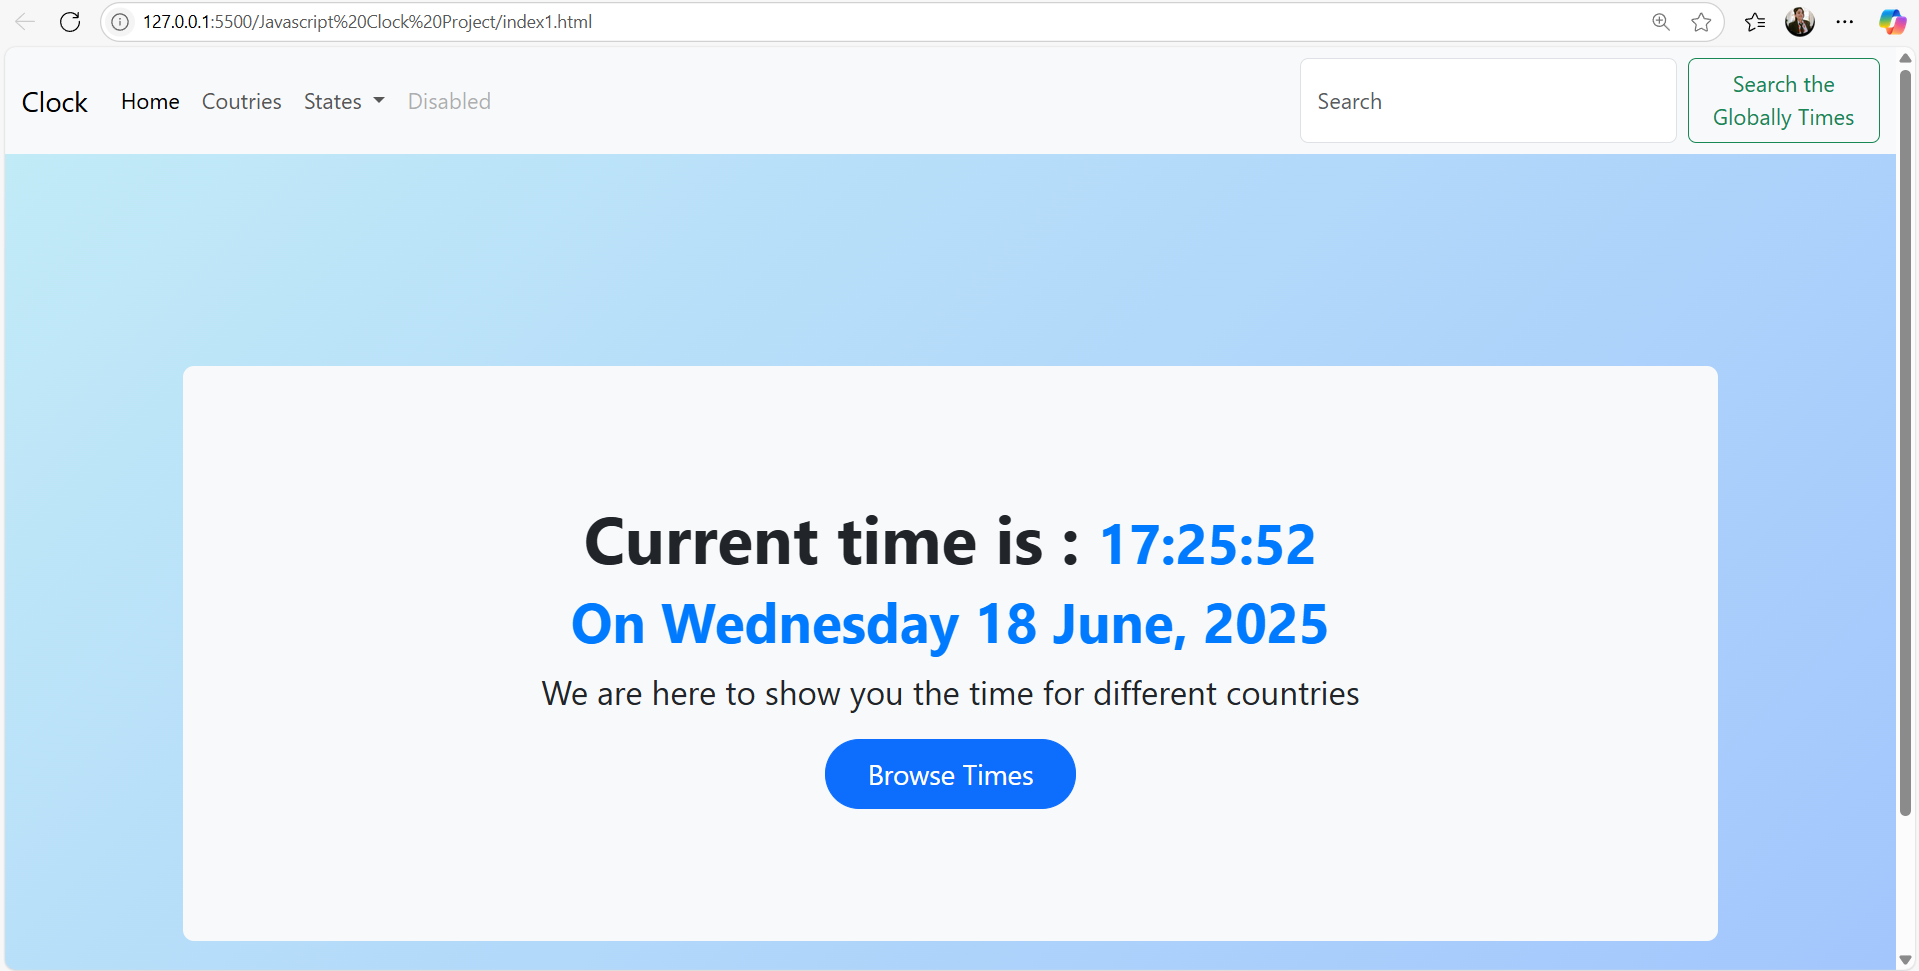 127.0.0.1:5500/Javascript%20Clock%20Project/index1.html
Clock Home Coutries States Disabled
Search
Search the
Globally Times
Current time is : 17:25:52
On Wednesday 18 June, 2025
We are here to show you the time for different countries
Browse Times